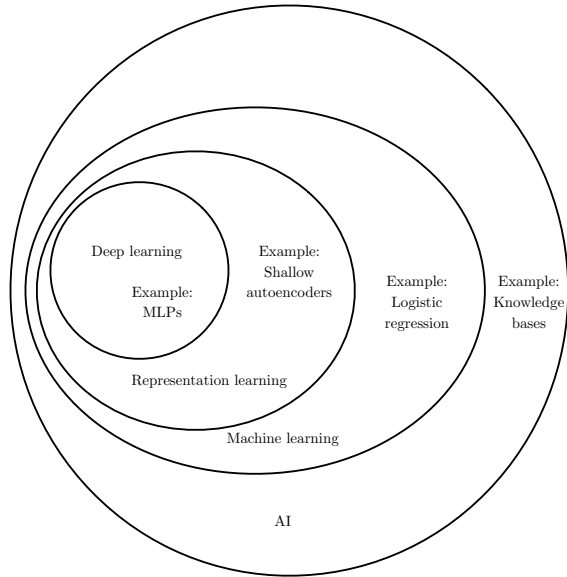 Deep learning
Example:
MLPs
Example:
Shallow
autoencoders
Example:
Logistic
regression
Example:
Knowledge
bases
Representation learning
Machine learning
AI